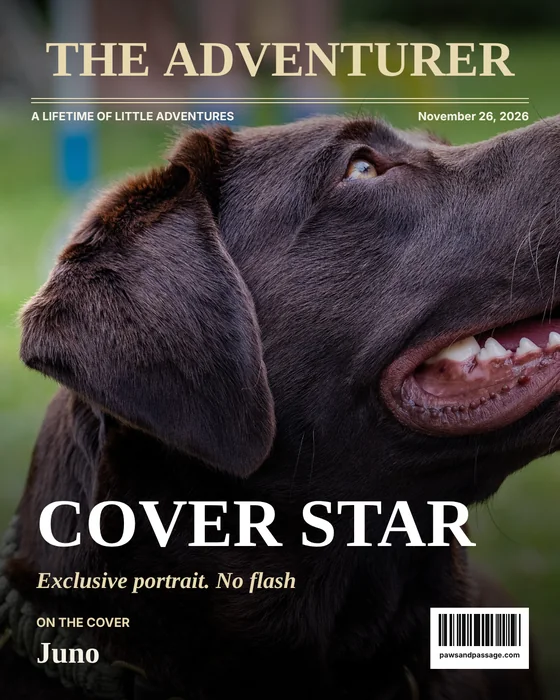 THE ADVENTURER
A LIFETIME OF LITTLE ADVENTURES
November 26, 2026
COVER STAR
Exclusive portrait. No flash
ON THE COVER
Juno
pawsandpassage.com